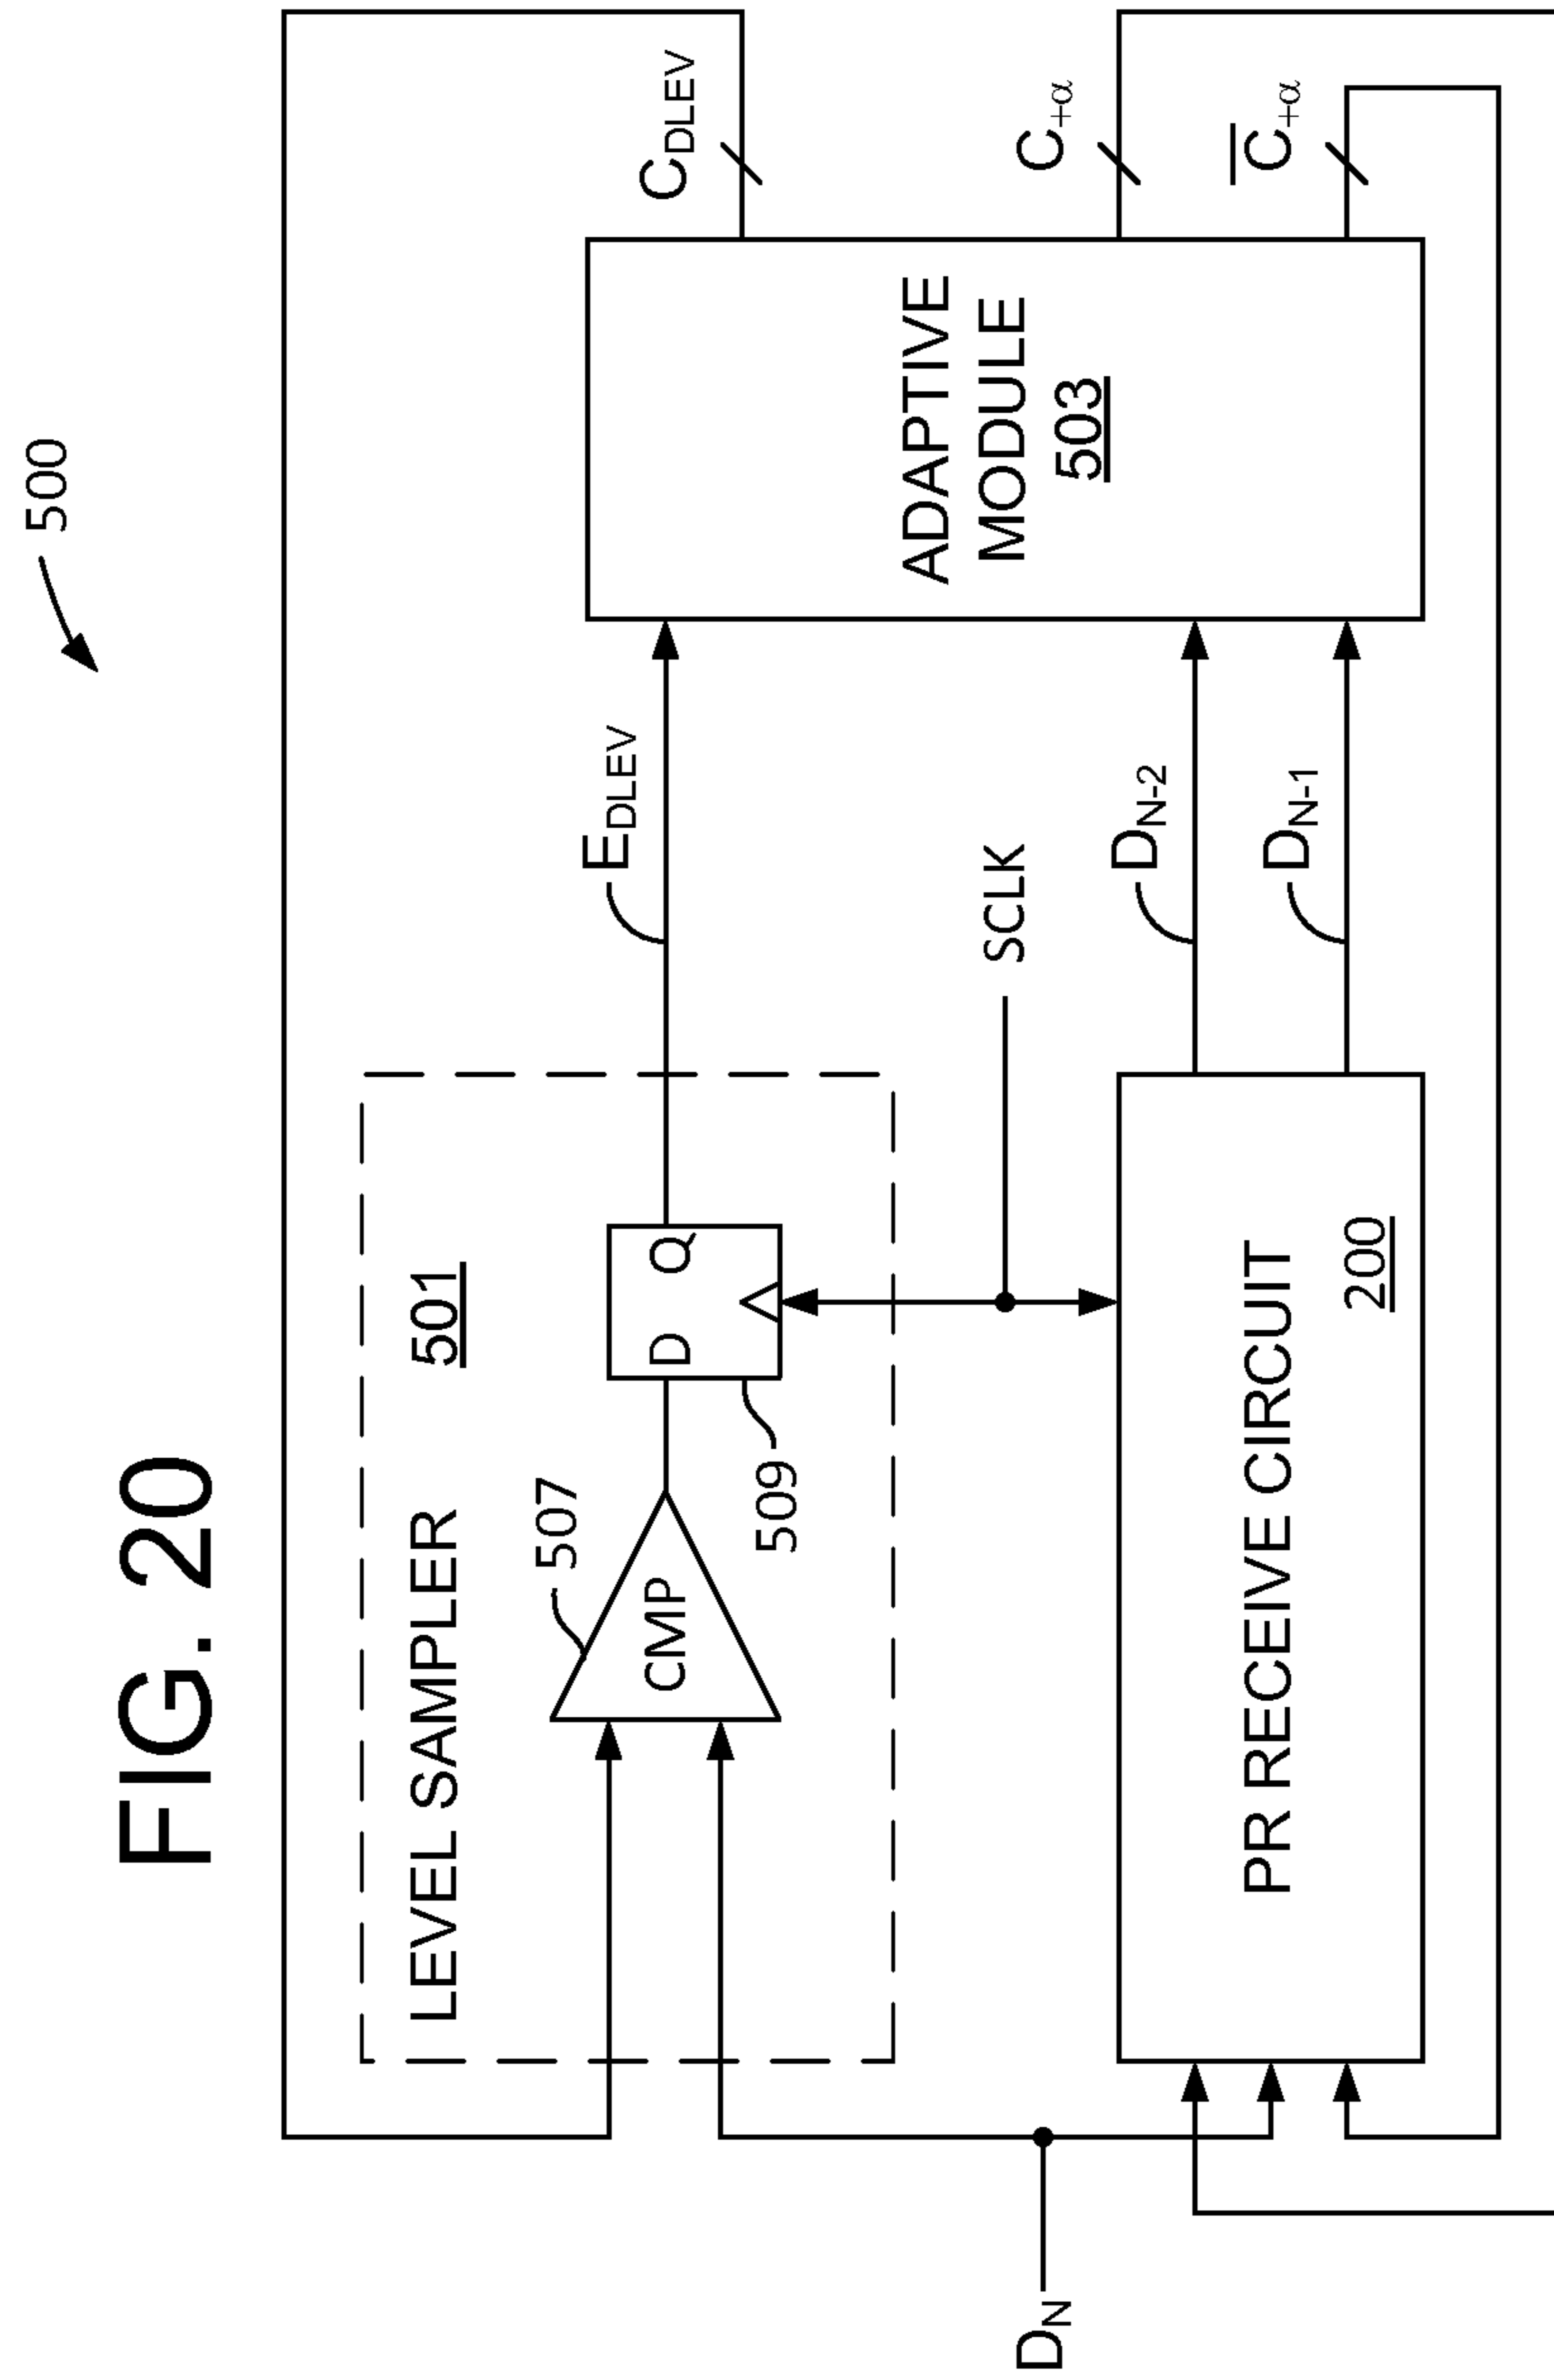 FIG. 20
500
LEVEL SAMPLER 501
507
CMP
D Q
509
E_DLEV
C_DLEV
ADAPTIVE
MODULE
503
SCLK
D_N
PR RECEIVE CIRCUIT
200
D_N-2
D_N-1
C_+α
C̅_+α